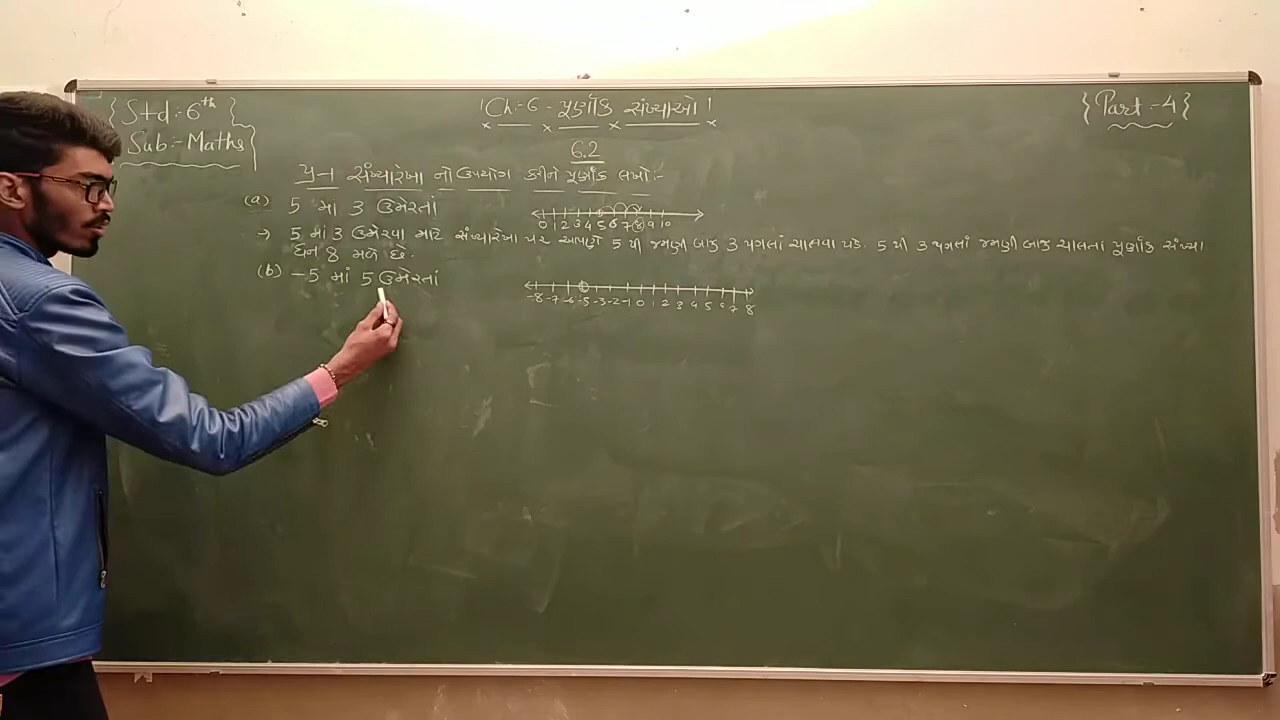 Std :- 6th
Sub :- Maths
Ch :- 6 - પૂર્ણાંક સંખ્યાઓ
Part :- 4
6.2
પ્ર-1 સંખ્યારેખા નો ઉપયોગ કરીને પૂર્ણાંક લખો :-
(a) 5 માં 3 ઉમેરતાં
0 1 2 3 4 5 6 7 8 9 10
→ 5 માં 3 ઉમેરવા માટે સંખ્યારેખા પર આપણે 5 થી જમણી બાજુ 3 પગલાં ચાલવા પડે. 5 થી 3 પગલાં જમણી બાજુ ચાલતા પૂર્ણાંક સંખ્યા
ધન 8 મળે છે.
(b) -5 માં 5 ઉમેરતાં
-8 -7 -6 -5 -3 -2 -1 0 1 2 3 4 5 6 7 8